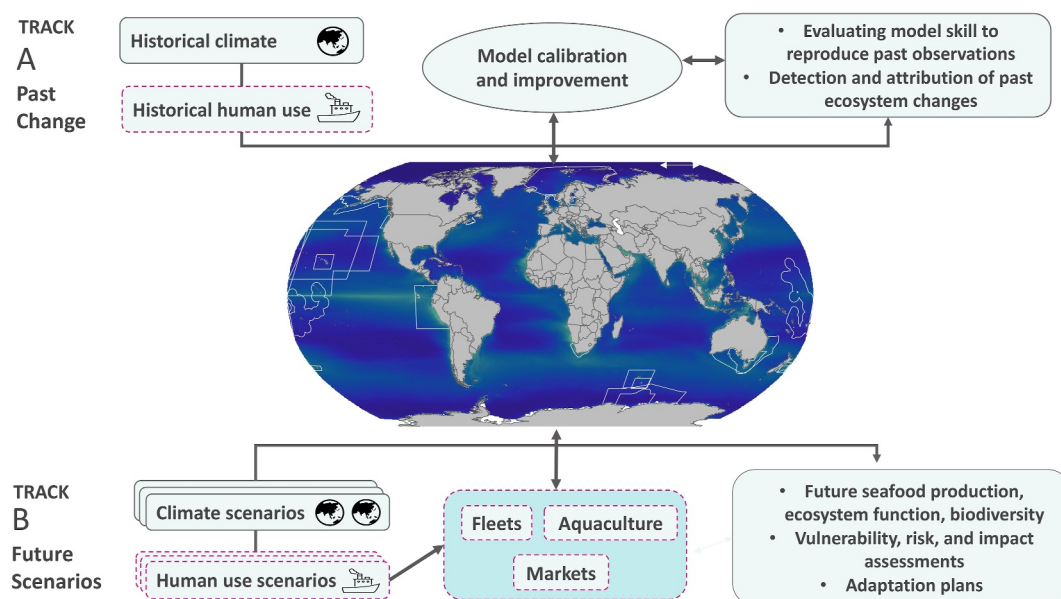 TRACK
A
Past
Change
Historical climate
Historical human use
Model calibration
and improvement
• Evaluating model skill to
reproduce past observations
• Detection and attribution of past
ecosystem changes
TRACK
B
Future
Scenarios
Climate scenarios
Human use scenarios
Fleets
Aquaculture
Markets
• Future seafood production,
ecosystem function, biodiversity
• Vulnerability, risk, and impact
assessments
• Adaptation plans